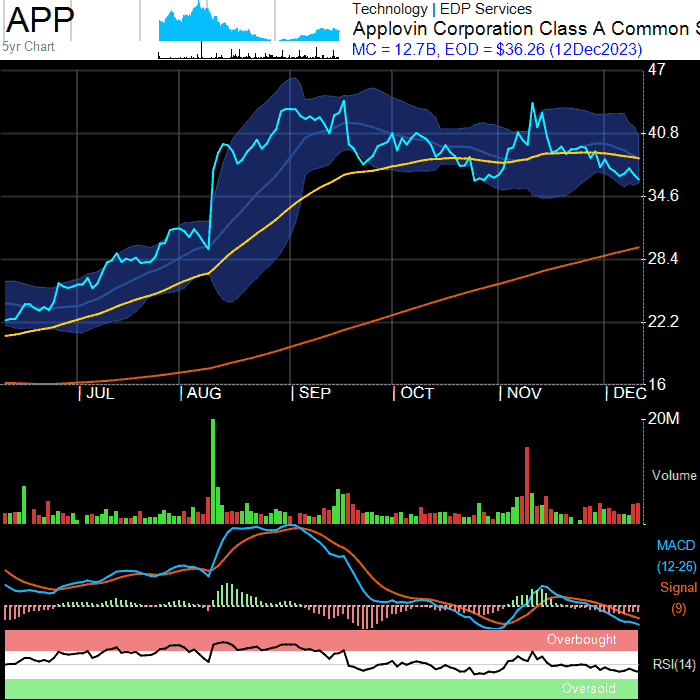 APP
5yr Chart
Technology | EDP Services
Applovin Corporation Class A Common S
MC = 12.7B, EOD = $36.26 (12Dec2023)
47
40.8
34.6
28.4
22.2
16
JUL AUG SEP OCT NOV DEC
20M
Volume
MACD
(12-26)
Signal
(9)
Overbought
RSI(14)
Oversold